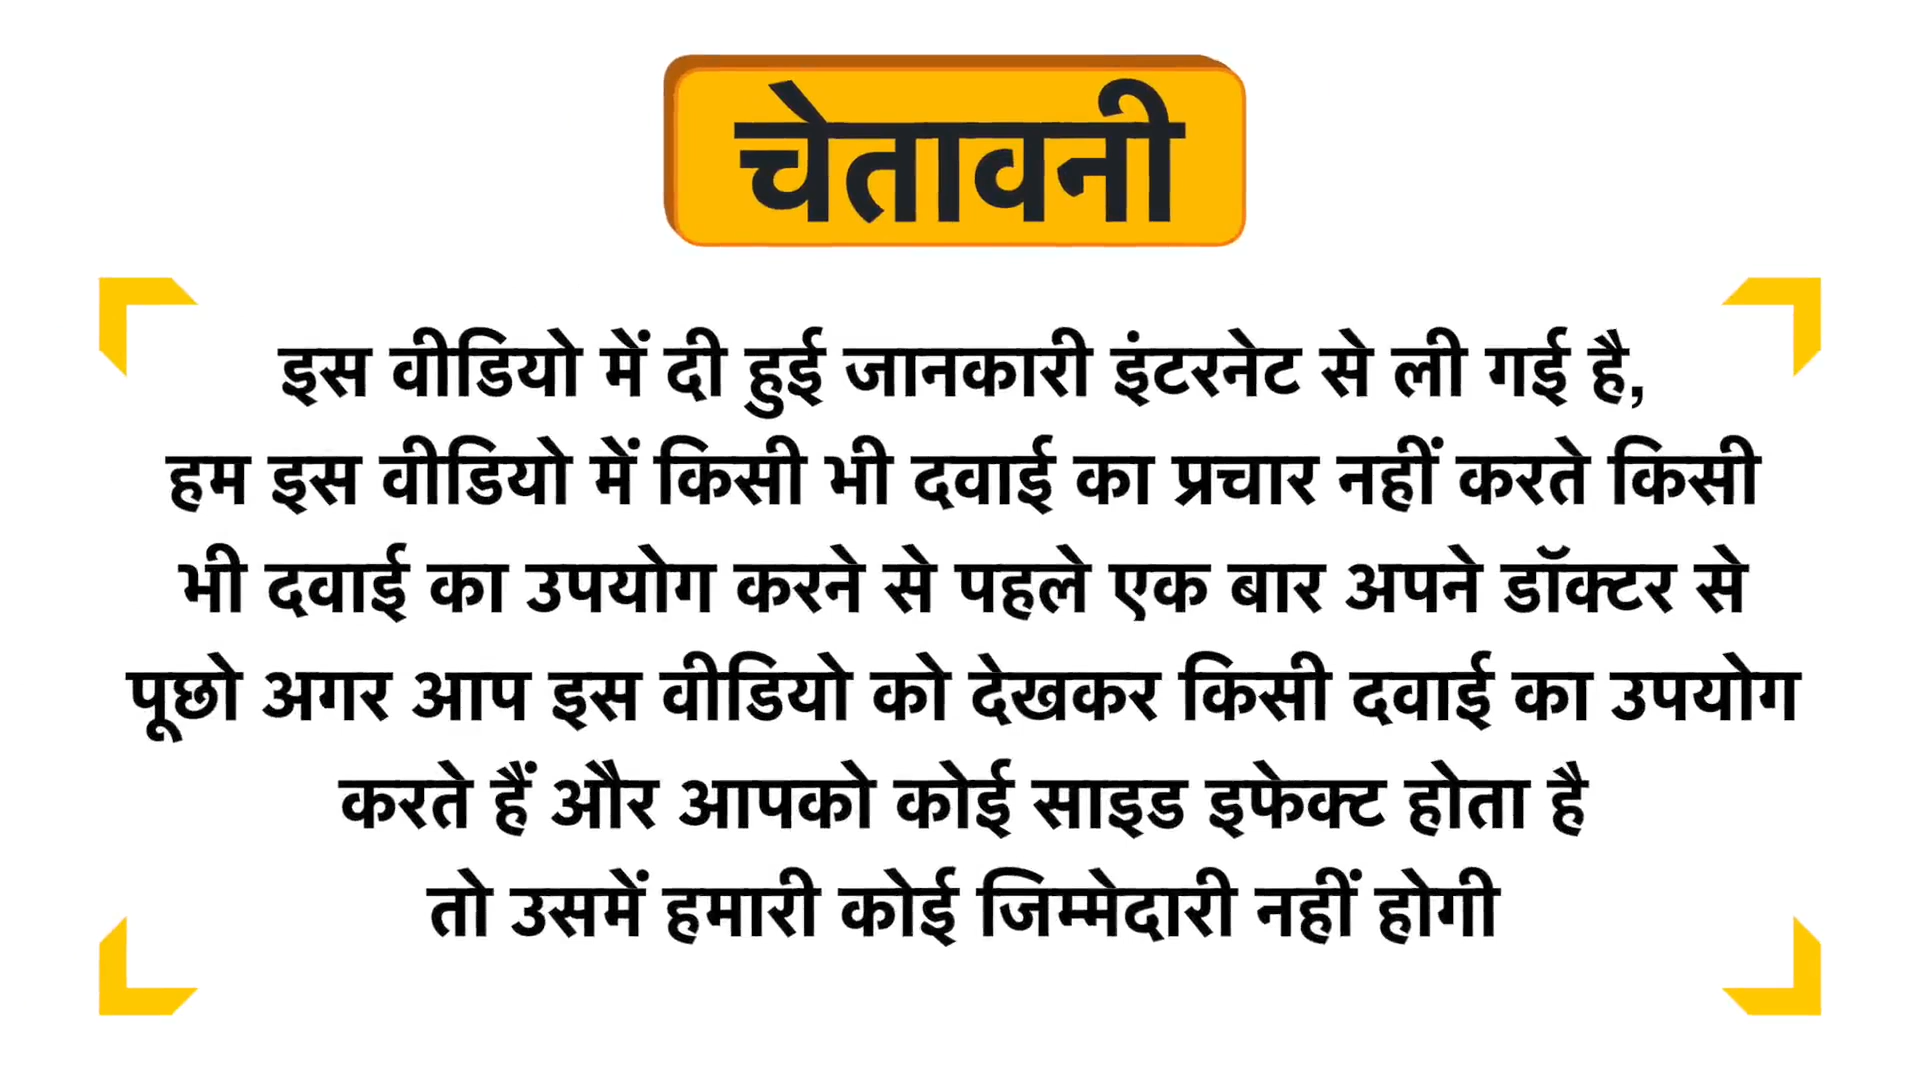 चेतावनी
इस वीडियो में दी हुई जानकारी इंटरनेट से ली गई है,
हम इस वीडियो में किसी भी दवाई का प्रचार नहीं करते किसी
भी दवाई का उपयोग करने से पहले एक बार अपने डॉक्टर से
पूछो अगर आप इस वीडियो को देखकर किसी दवाई का उपयोग
करते हैं और आपको कोई साइड इफेक्ट होता है
तो उसमें हमारी कोई जिम्मेदारी नहीं होगी